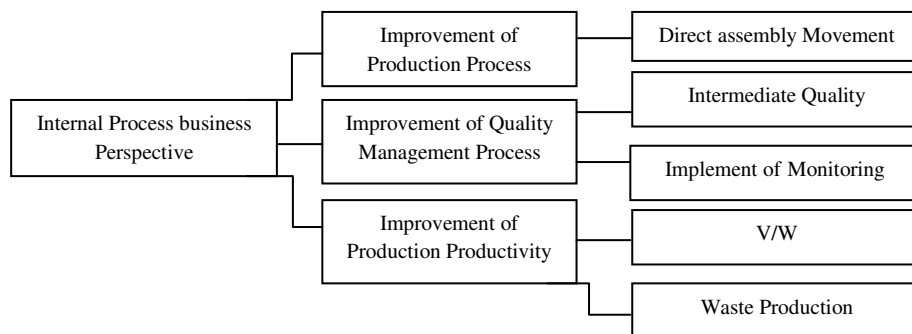 Internal Process business
Perspective
Improvement of
Production Process
Improvement of Quality
Management Process
Improvement of
Production Productivity
Direct assembly Movement
Intermediate Quality
Implement of Monitoring
V/W
Waste Production